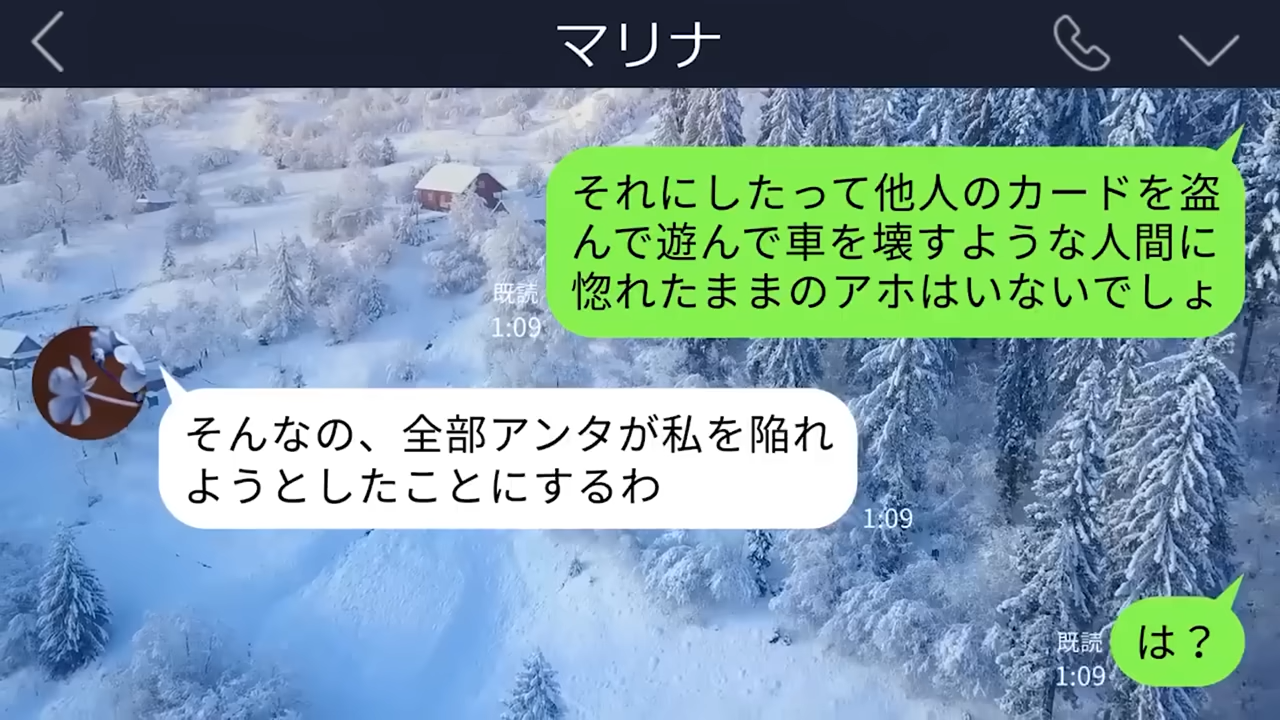 マリナ
それにしたって他人のカードを盗
んで遊んで車を壊すような人間に
惚れたままのアホはいないでしょ
既読
1:09
そんなの、全部アンタが私を陥れ
ようとしたことにするわ
1:09
は？
既読
1:09